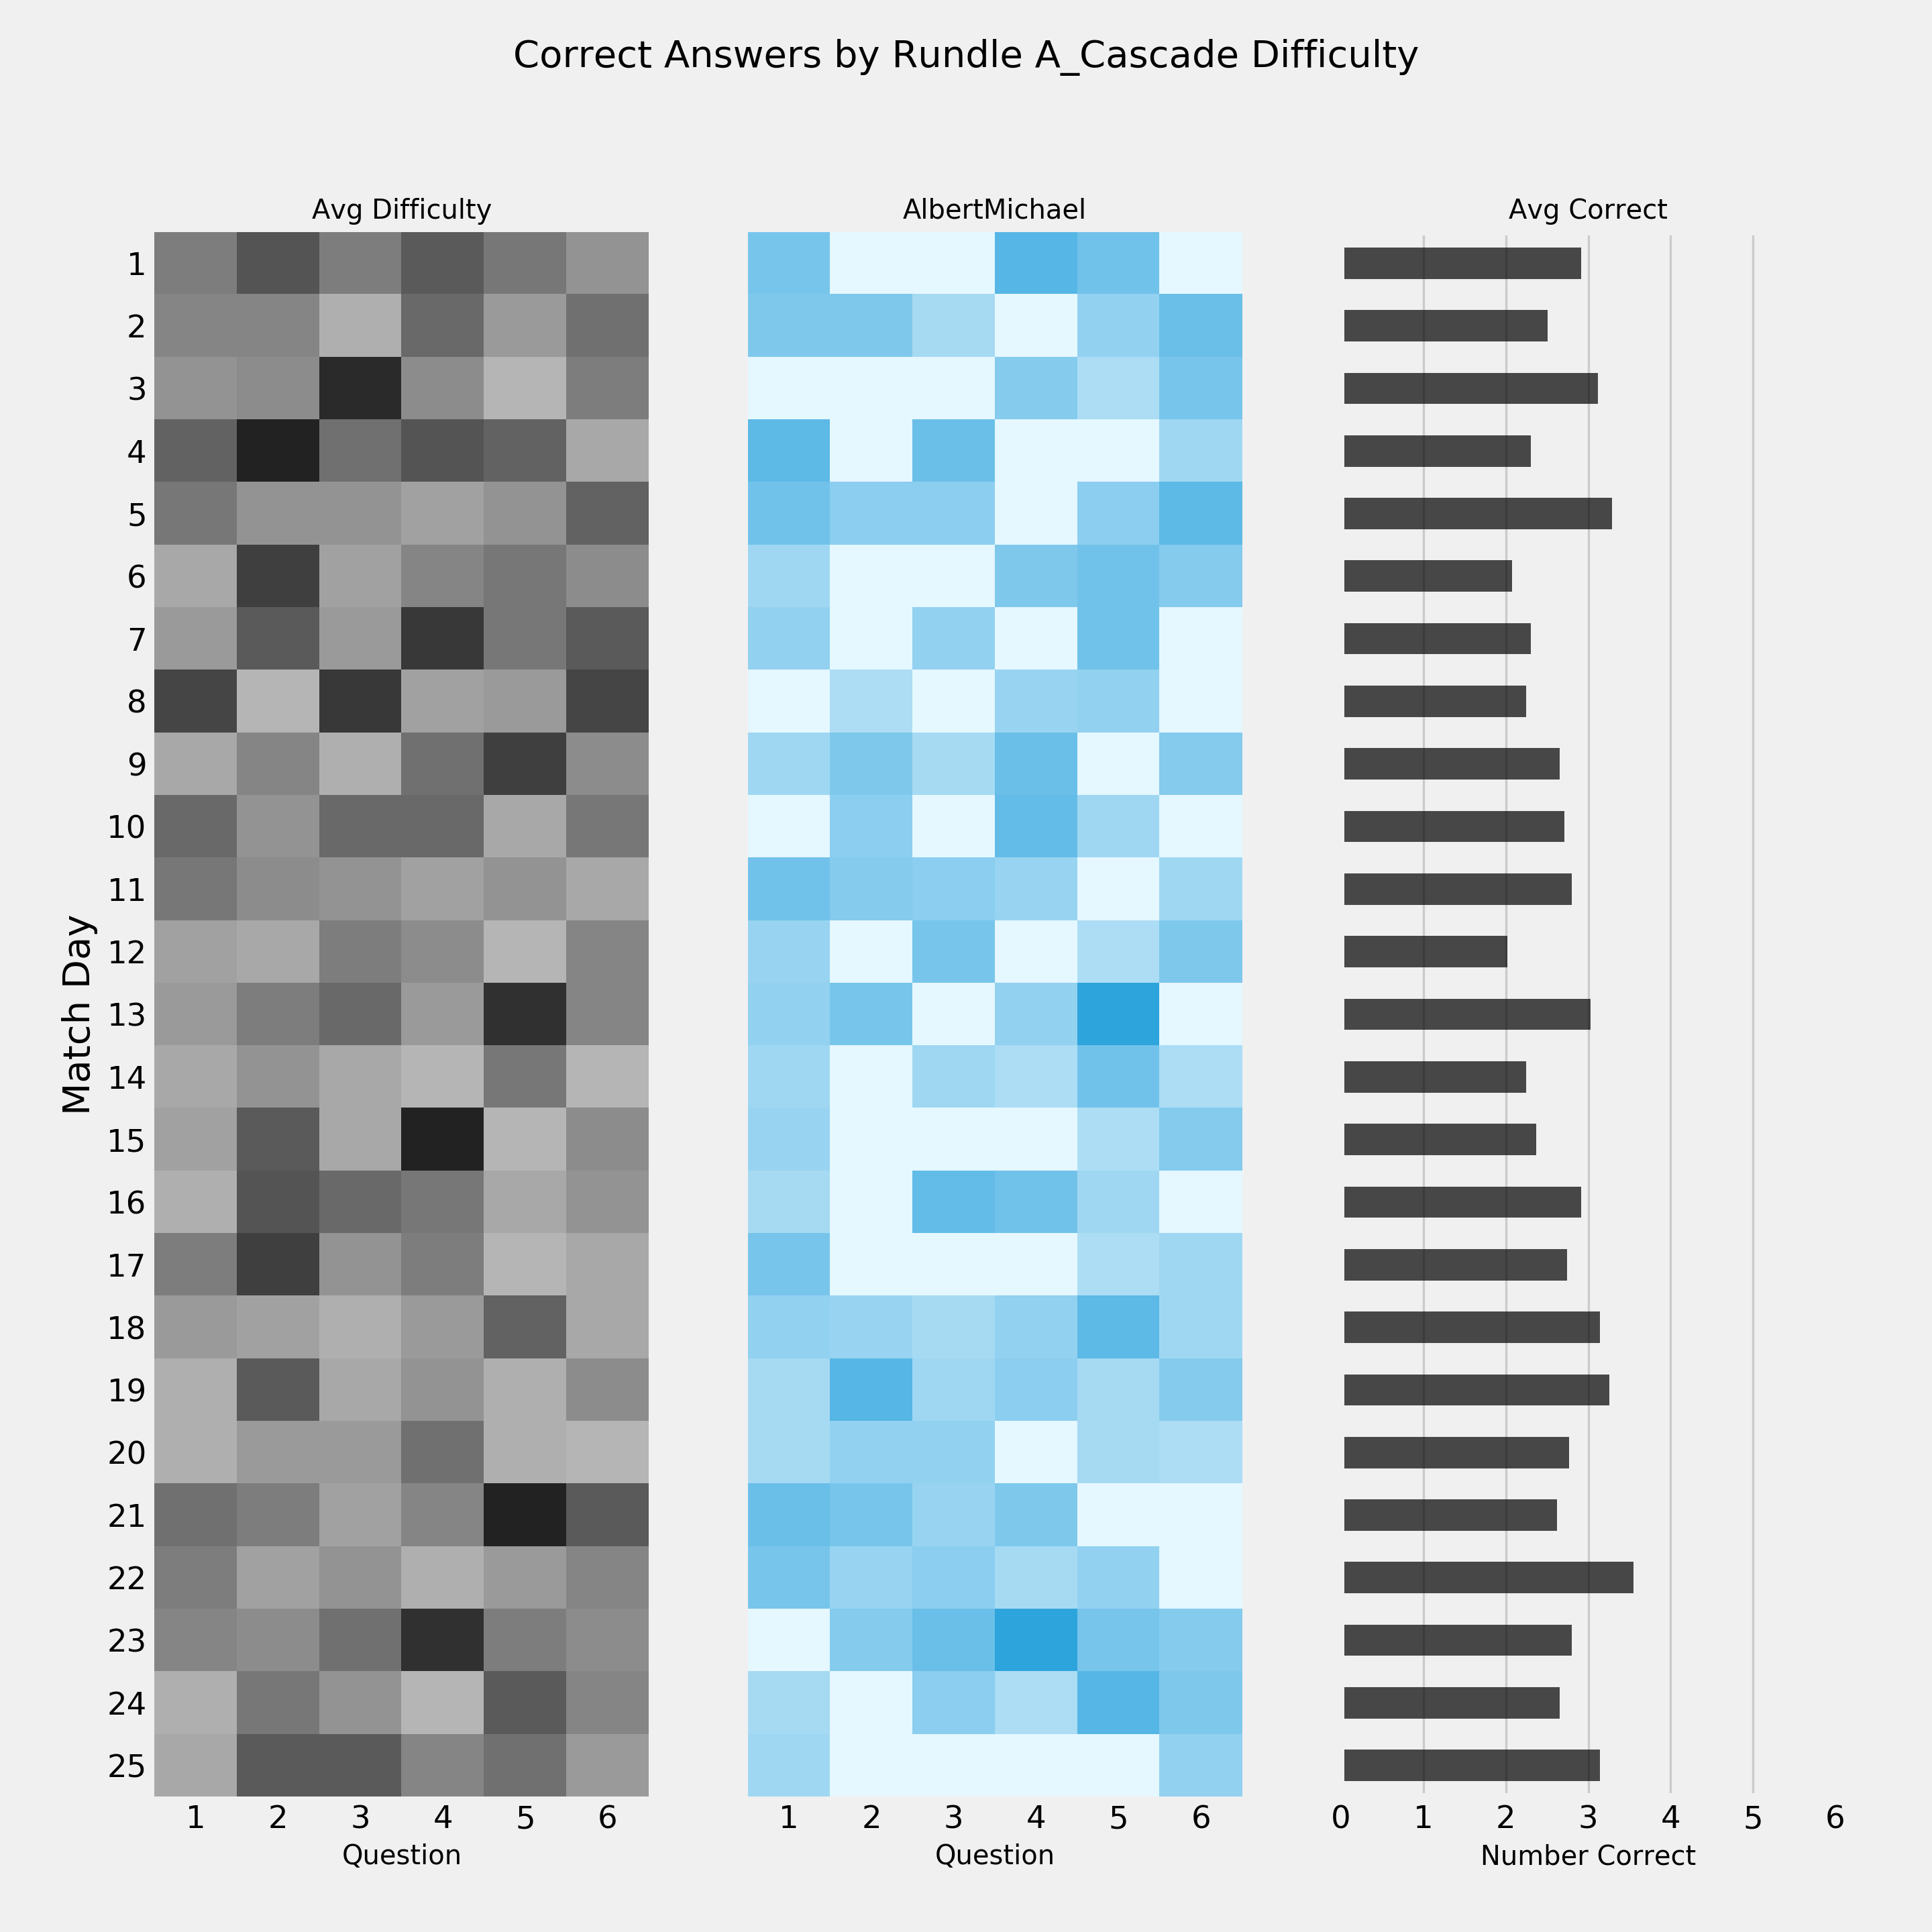 Correct Answers by Rundle A_Cascade Difficulty
Avg Difficulty
AlbertMichael
Avg Correct
Match Day
1
2
3
4
5
6
7
8
9
10
11
12
13
14
15
16
17
18
19
20
21
22
23
24
25
1 2 3 4 5 6
Question
1 2 3 4 5 6
Question
0 1 2 3 4 5 6
Number Correct